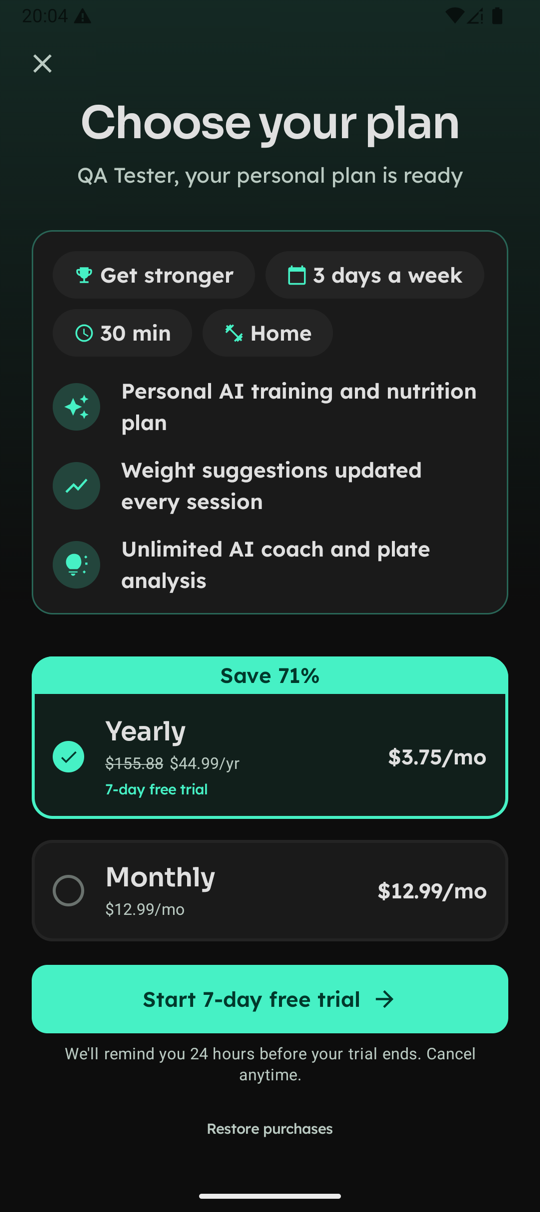 20:04
Choose your plan
QA Tester, your personal plan is ready
Get stronger
3 days a week
30 min
Home
Personal AI training and nutrition
plan
Weight suggestions updated
every session
Unlimited AI coach and plate
analysis
Save 71%
Yearly
$155.88 $44.99/yr
7-day free trial
$3.75/mo
Monthly
$12.99/mo
$12.99/mo
Start 7-day free trial
We'll remind you 24 hours before your trial ends. Cancel
anytime.
Restore purchases